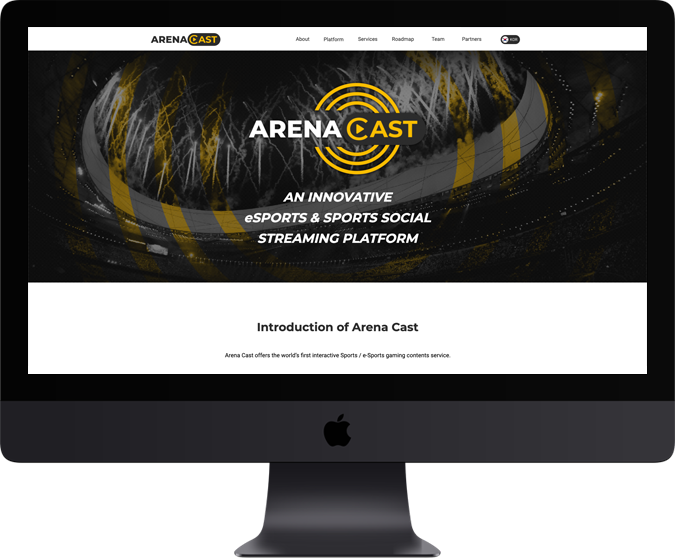 ARENA CAST
About Platform Services Roadmap Team Partners KOR
ARENA CAST
AN INNOVATIVE
eSPORTS & SPORTS SOCIAL
STREAMING PLATFORM
Introduction of Arena Cast
Arena Cast offers the world's first interactive Sports / e-Sports gaming contents service.